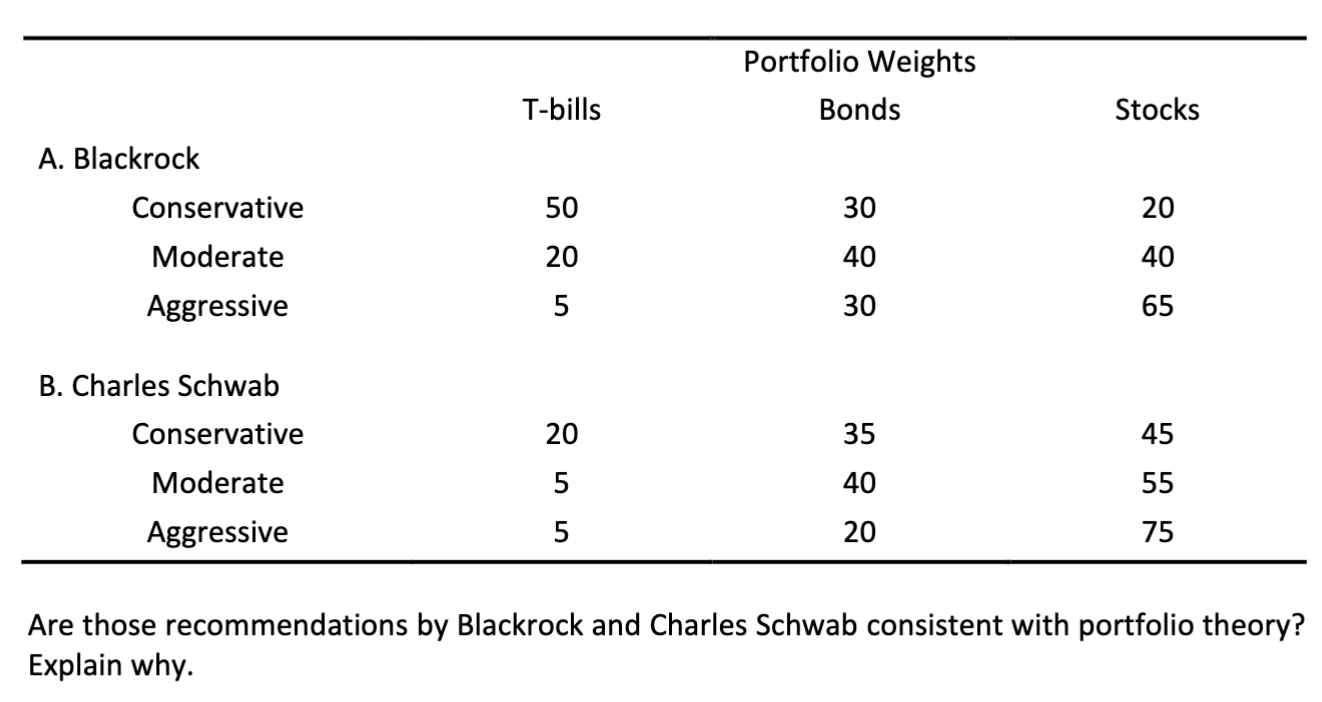 Portfolio Weights
T-bills Bonds Stocks
A. Blackrock
Conservative 50 30 20
Moderate 20 40 40
Aggressive 5 30 65
B. Charles Schwab
Conservative 20 35 45
Moderate 5 40 55
Aggressive 5 20 75
Are those recommendations by Blackrock and Charles Schwab consistent with portfolio theory?
Explain why.